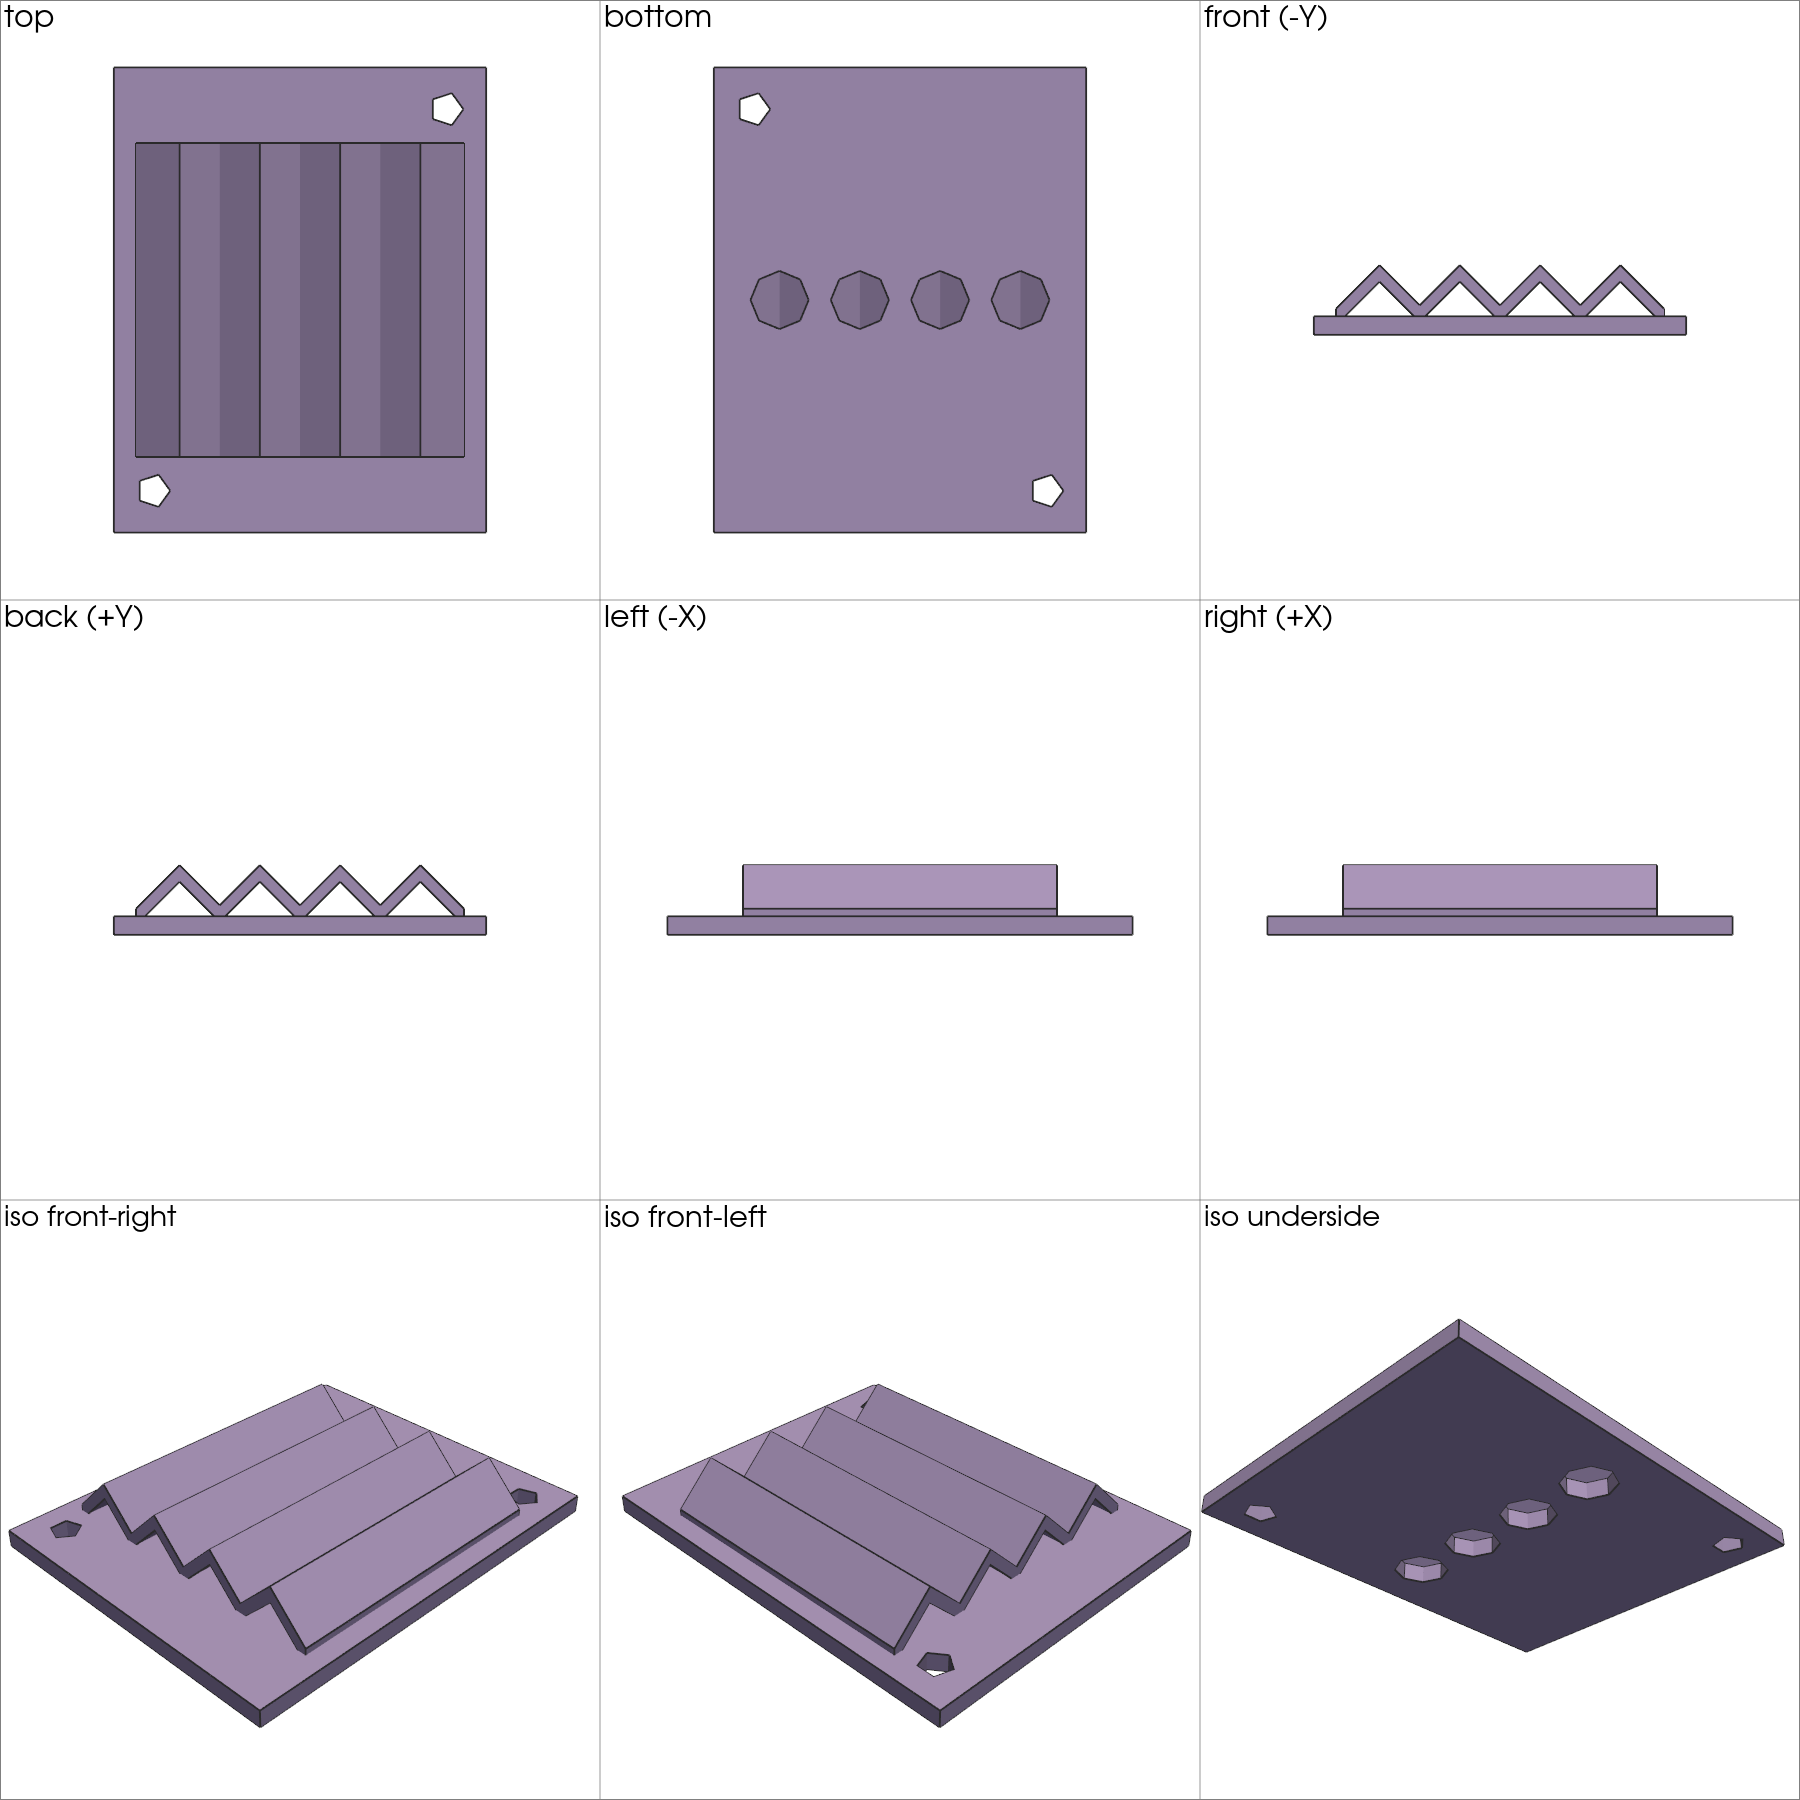 top
bottom
front (-Y)
back (+Y)
left (-X)
right (+X)
iso front-right
iso front-left
iso underside